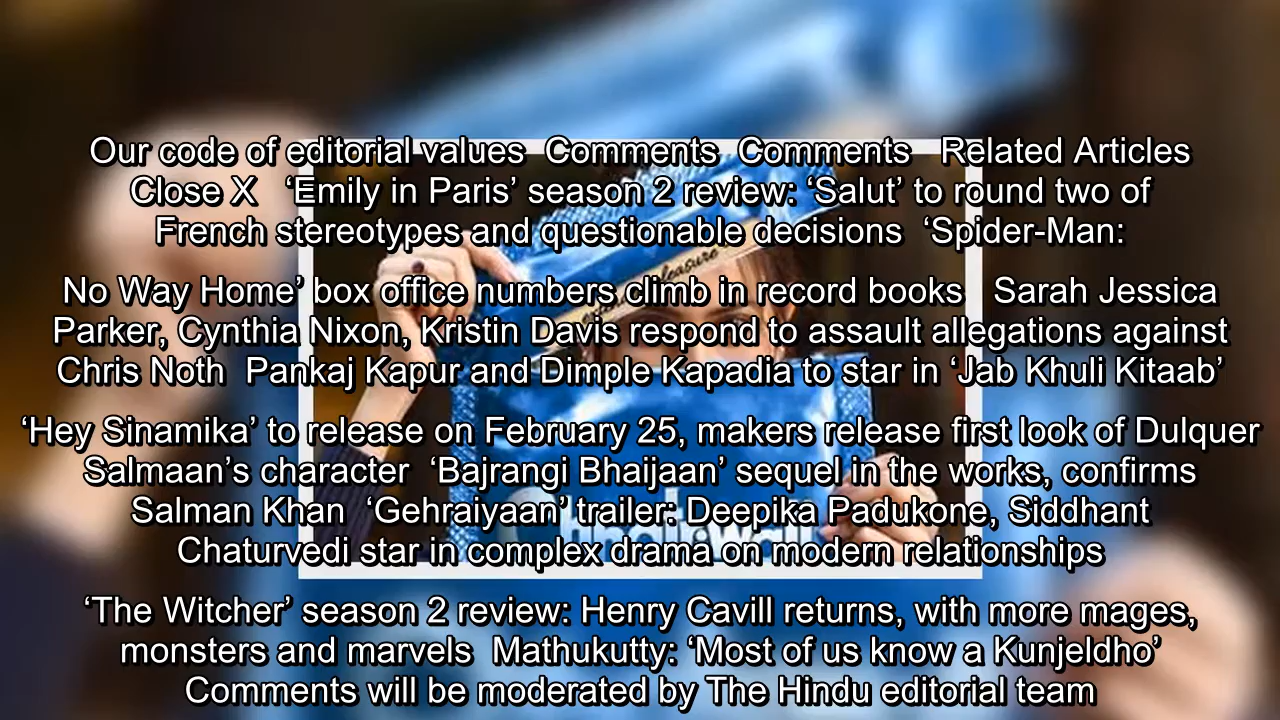 Our code of editorial values  Comments  Comments   Related Articles
Close X   ‘Emily in Paris’ season 2 review: ‘Salut’ to round two of
French stereotypes and questionable decisions  ‘Spider-Man:
No Way Home’ box office numbers climb in record books   Sarah Jessica
Parker, Cynthia Nixon, Kristin Davis respond to assault allegations against
Chris Noth  Pankaj Kapur and Dimple Kapadia to star in ‘Jab Khuli Kitaab’
‘Hey Sinamika’ to release on February 25, makers release first look of Dulquer
Salmaan’s character  ‘Bajrangi Bhaijaan’ sequel in the works, confirms
Salman Khan  ‘Gehraiyaan’ trailer: Deepika Padukone, Siddhant
Chaturvedi star in complex drama on modern relationships
‘The Witcher’ season 2 review: Henry Cavill returns, with more mages,
monsters and marvels  Mathukutty: ‘Most of us know a Kunjeldho’
Comments will be moderated by The Hindu editorial team